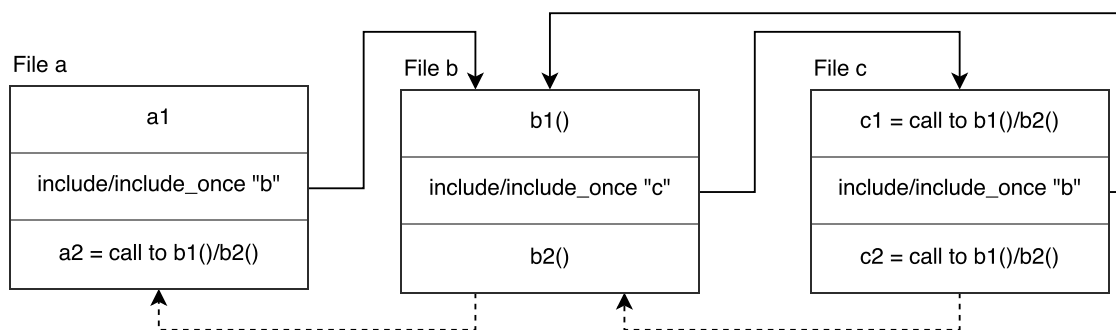 File a
a1
include/include_once "b"
a2 = call to b1()/b2()
File b
b1()
include/include_once "c"
b2()
File c
c1 = call to b1()/b2()
include/include_once "b"
c2 = call to b1()/b2()